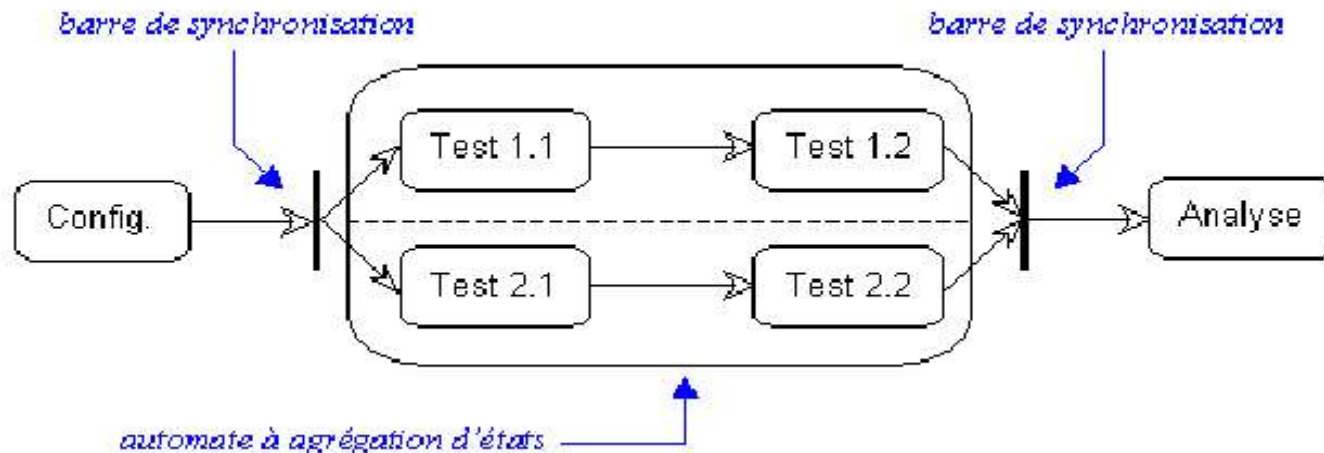 barre de synchronisation
barre de synchronisation
Test 1.1
Test 1.2
Config.
Analyse
Test 2.1
Test 2.2
automate à agrégation d'états